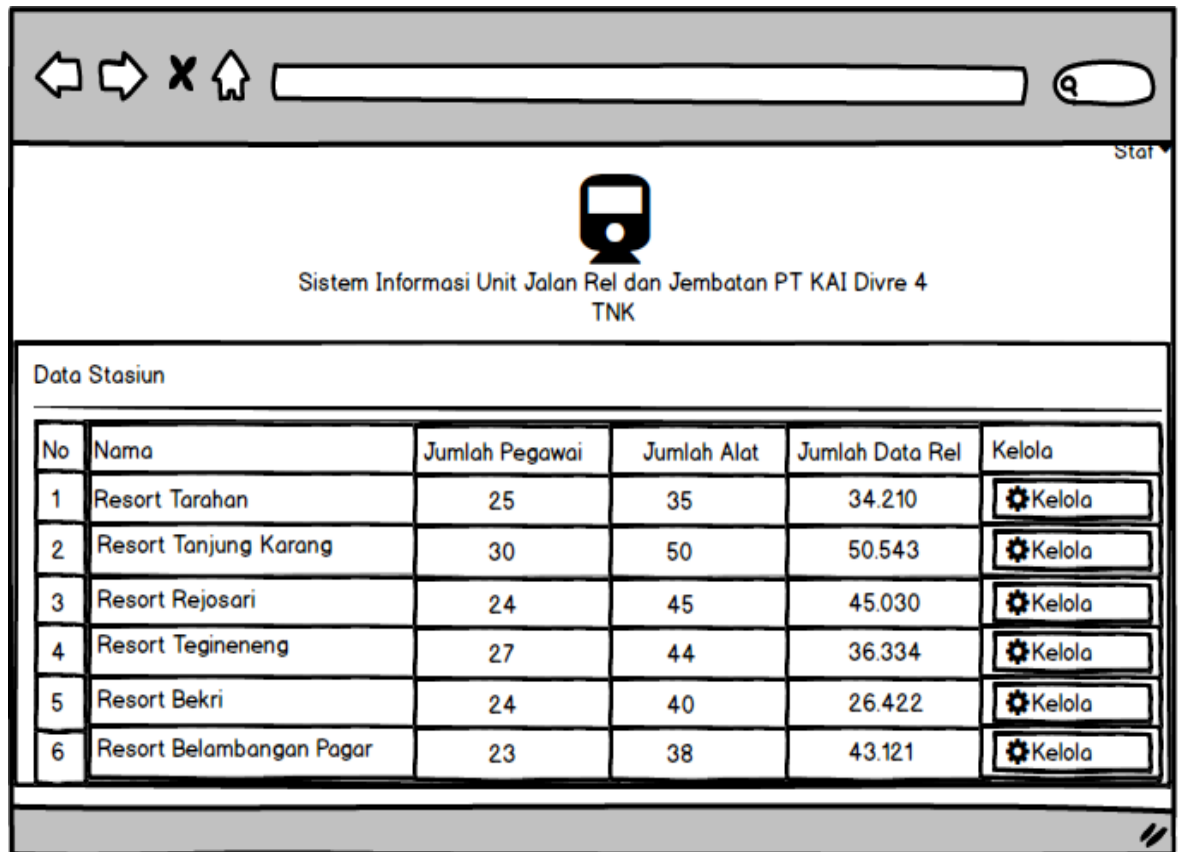 Staf
Sistem Informasi Unit Jalan Rel dan Jembatan PT KAI Divre 4
TNK
Data Stasiun
No Nama Jumlah Pegawai Jumlah Alat Jumlah Data Rel Kelola
1 Resort Tarahan 25 35 34.210 Kelola
2 Resort Tanjung Karang 30 50 50.543 Kelola
3 Resort Rejosari 24 45 45.030 Kelola
4 Resort Tegineneng 27 44 36.334 Kelola
5 Resort Bekri 24 40 26.422 Kelola
6 Resort Belambangan Pagar 23 38 43.121 Kelola